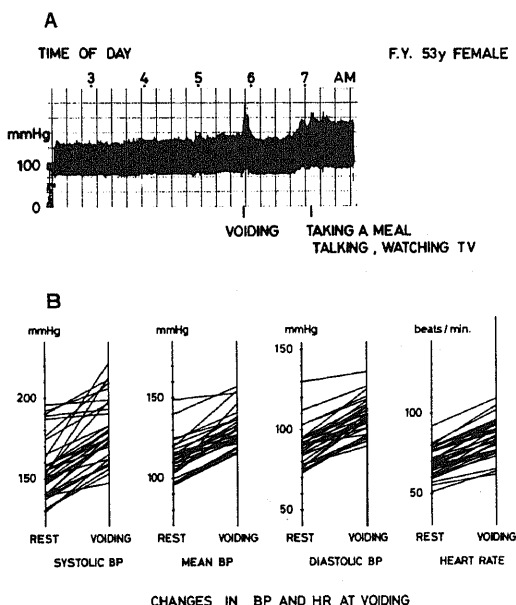 A
TIME OF DAY F.Y. 53y FEMALE
3 4 5 6 7 AM
mmHg
100
0
VOIDING TAKING A MEAL
TALKING, WATCHING TV
B
mmHg mmHg mmHg beats/min.
150
200 150 100
100
150 100 50
50
REST VOIDING REST VOIDING REST VOIDING REST VOIDING
SYSTOLIC BP MEAN BP DIASTOLIC BP HEART RATE
CHANGES IN BP AND HR AT VOIDING